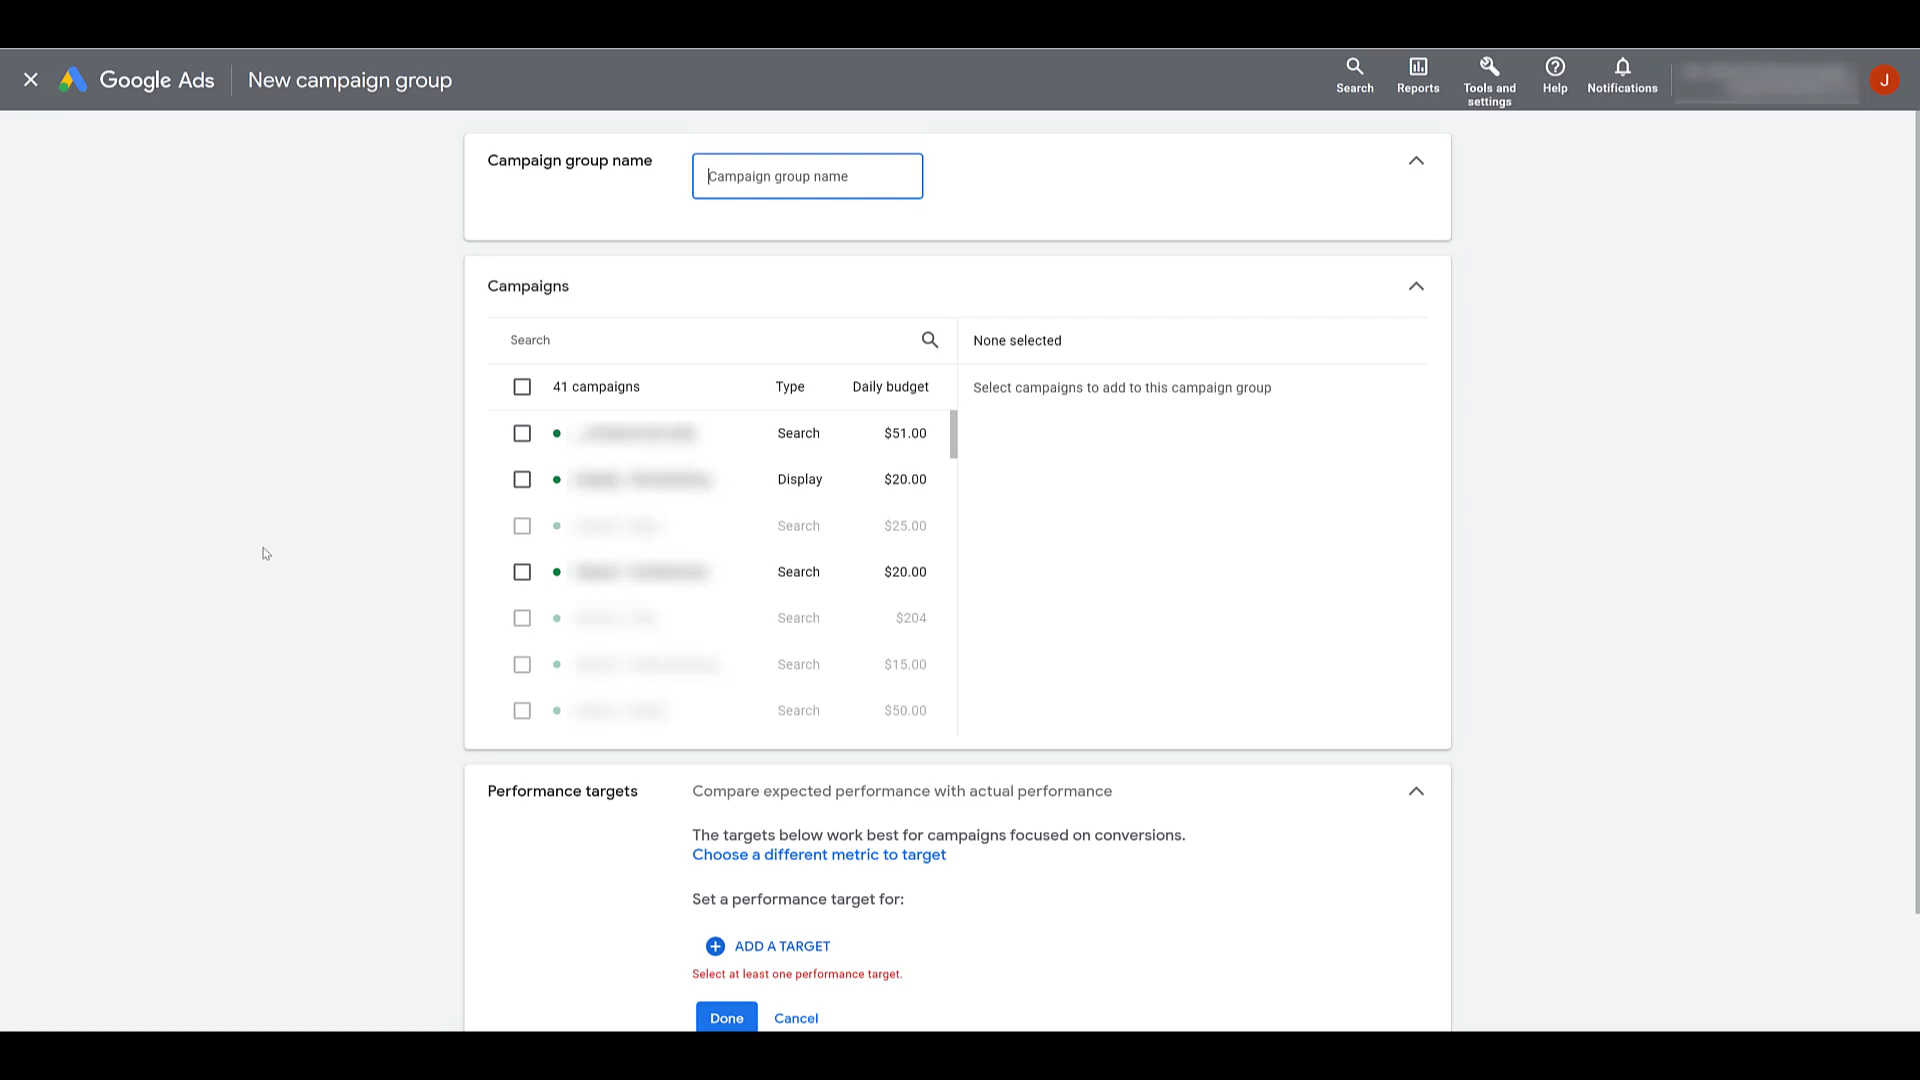 Google Ads
New campaign group
Search
Reports
Tools and
settings
Help
Notifications
J
Campaign group name
Campaign group name
Campaigns
Search
None selected
41 campaigns Type Daily budget
Select campaigns to add to this campaign group
Search $51.00
Display $20.00
Search $25.00
Search $20.00
Search $204
Search $15.00
Search $50.00
Performance targets
Compare expected performance with actual performance
The targets below work best for campaigns focused on conversions.
Choose a different metric to target
Set a performance target for:
ADD A TARGET
Select at least one performance target.
Done
Cancel